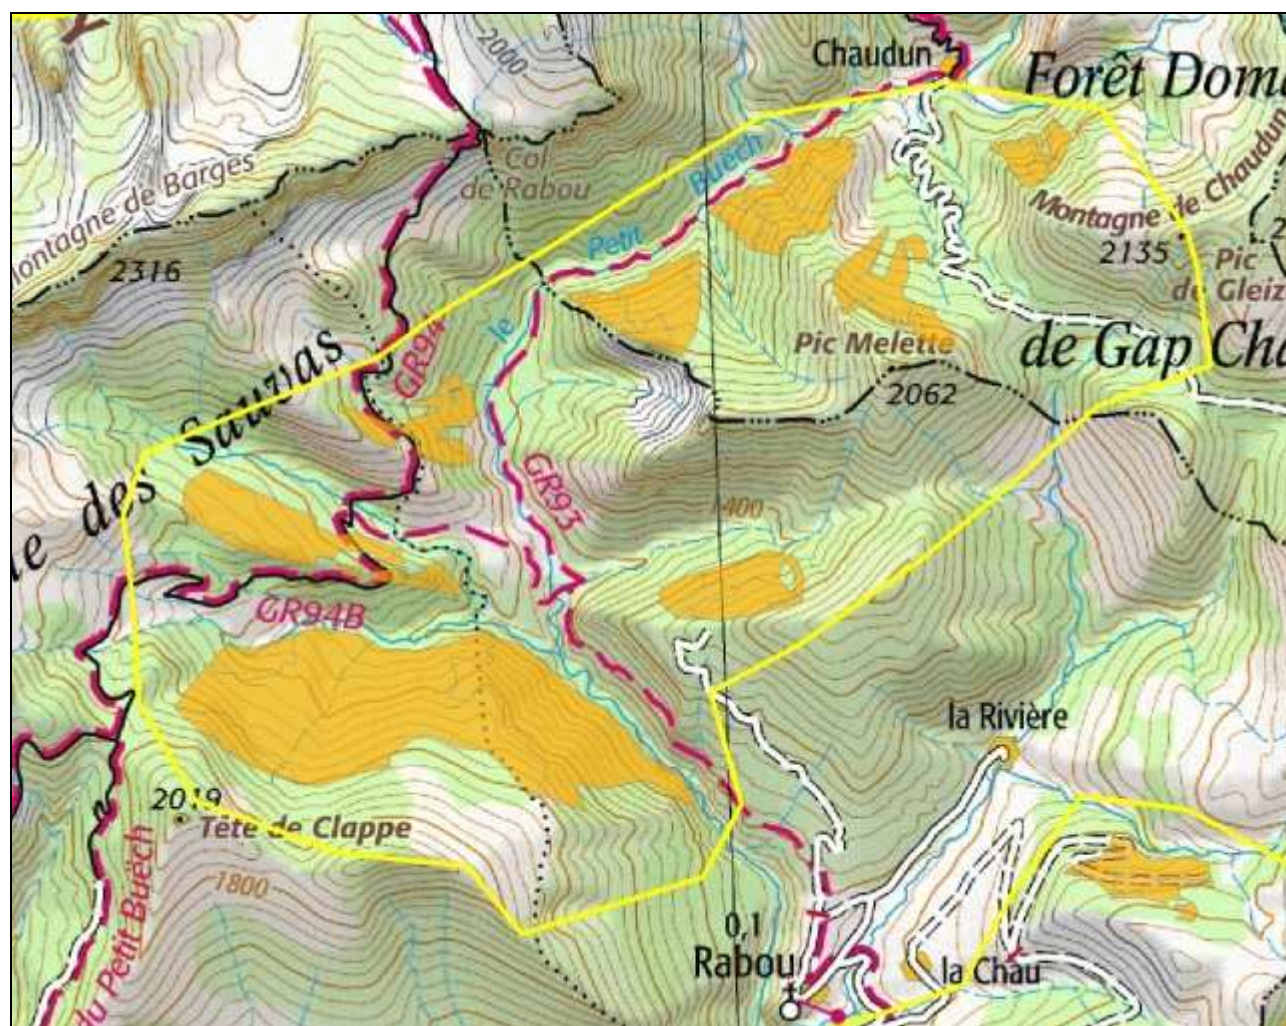 2000
Chaudun
Forêt Dom
Montagne de Barges
Col
de Rabou
Buëch
Petit
le
Montagne de Chaudun
2135
Pic
de Gleiz
2316
GR94
Pic Melette
de Gap Cha
2062
des Sauvas
GR93
1400
GR94B
la Rivière
2019
Tête de Clappe
1800
du Petit Buëch
0,1
Rabou
la Chau